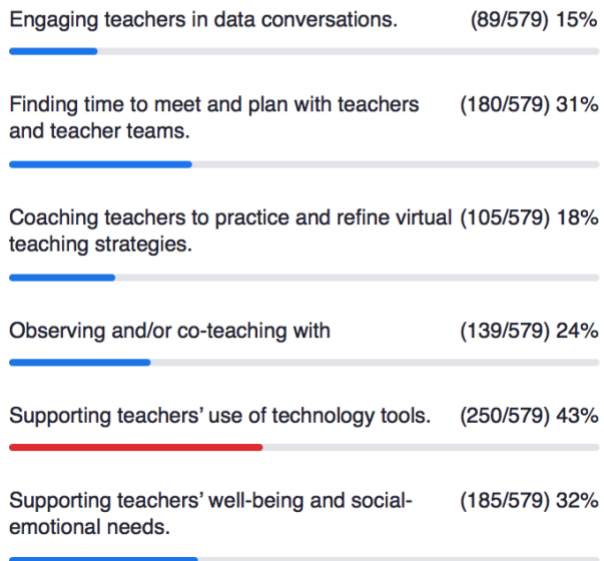 Engaging teachers in data conversations. (89/579) 15%
Finding time to meet and plan with teachers (180/579) 31%
and teacher teams.
Coaching teachers to practice and refine virtual (105/579) 18%
teaching strategies.
Observing and/or co-teaching with (139/579) 24%
Supporting teachers’ use of technology tools. (250/579) 43%
Supporting teachers’ well-being and social- (185/579) 32%
emotional needs.